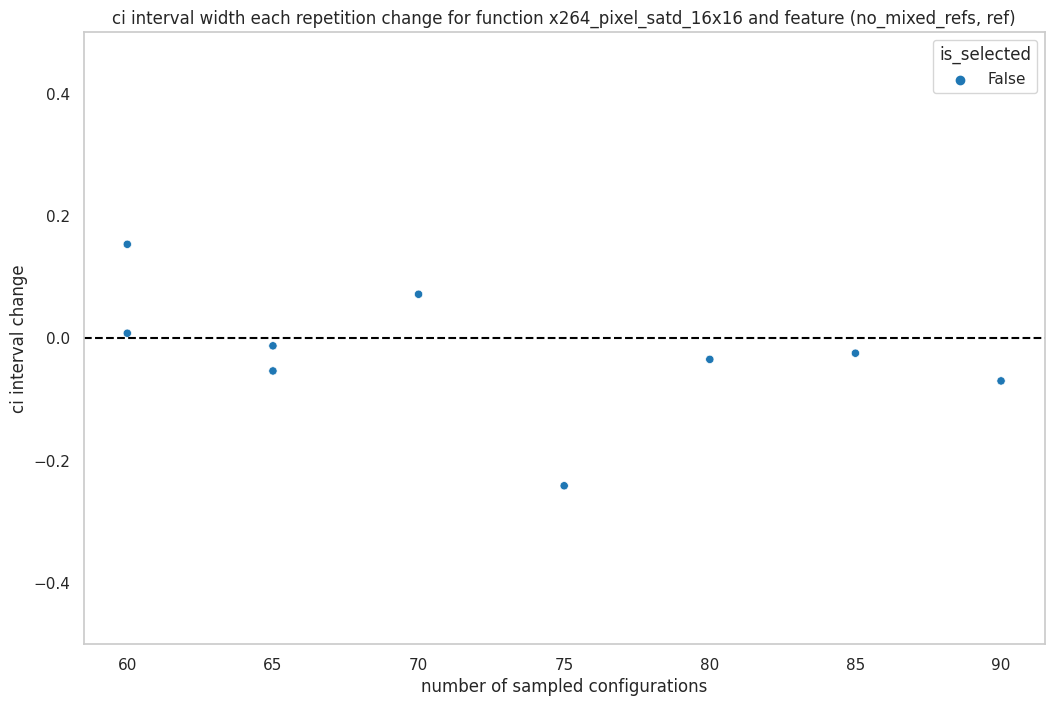 ci interval width each repetition change for function x264_pixel_satd_16x16 and feature (no_mixed_refs, ref)
is_selected
False
0.4
0.2
0.0
−0.2
−0.4
ci interval change
60 65 70 75 80 85 90
number of sampled configurations